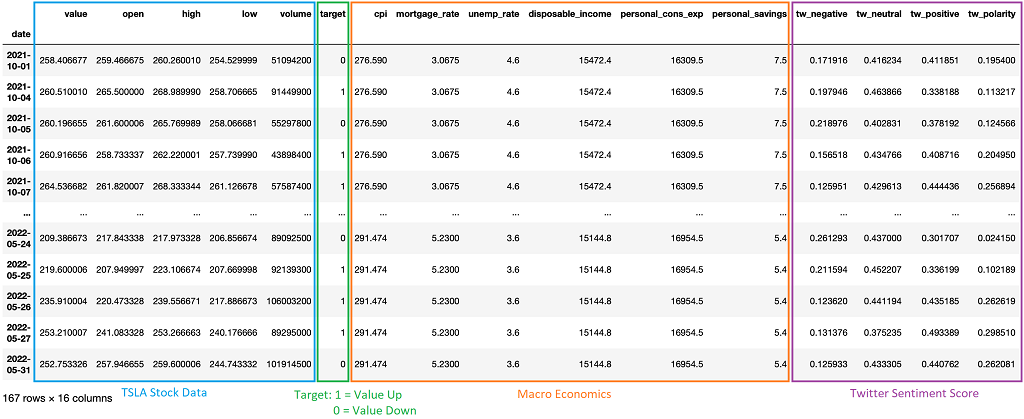 value open high low volume target cpi mortgage_rate unemp_rate disposable_income personal_cons_exp personal_savings tw_negative tw_neutral tw_positive tw_polarity
date
2021-10-01 258.406677 259.466675 260.260010 254.529999 51094200 0 276.590 3.0675 4.6 15472.4 16309.5 7.5 0.171916 0.416234 0.411851 0.195400
2021-10-04 260.510010 265.500000 268.989990 258.706665 91449900 1 276.590 3.0675 4.6 15472.4 16309.5 7.5 0.197946 0.463866 0.338188 0.113217
2021-10-05 260.196655 261.600006 265.769989 258.066681 55297800 0 276.590 3.0675 4.6 15472.4 16309.5 7.5 0.218976 0.402831 0.378192 0.124566
2021-10-06 260.916656 258.733337 262.220001 257.739990 43898400 1 276.590 3.0675 4.6 15472.4 16309.5 7.5 0.156518 0.434766 0.408716 0.204950
2021-10-07 264.536682 261.820007 268.333344 261.126678 57587400 1 276.590 3.0675 4.6 15472.4 16309.5 7.5 0.125951 0.429613 0.444436 0.256894
... ... ... ... ... ... ... ... ... ... ... ... ... ... ... ... ...
2022-05-24 209.386673 217.843338 217.973328 206.856674 89092500 0 291.474 5.2300 3.6 15144.8 16954.5 5.4 0.261293 0.437000 0.301707 0.024150
2022-05-25 219.600006 207.949997 223.106674 207.669998 92139300 1 291.474 5.2300 3.6 15144.8 16954.5 5.4 0.211594 0.452207 0.336199 0.102189
2022-05-26 235.910004 220.473328 239.556671 217.886673 106003200 1 291.474 5.2300 3.6 15144.8 16954.5 5.4 0.123620 0.441194 0.435185 0.262619
2022-05-27 253.210007 241.083328 253.266663 240.176666 89295000 1 291.474 5.2300 3.6 15144.8 16954.5 5.4 0.131376 0.375235 0.493389 0.298510
2022-05-31 252.753326 257.946655 259.600006 244.743332 101914500 0 291.474 5.2300 3.6 15144.8 16954.5 5.4 0.125933 0.433305 0.440762 0.262081
167 rows × 16 columns TSLA Stock Data Target: 1 = Value Up Macro Economics Twitter Sentiment Score
0 = Value Down